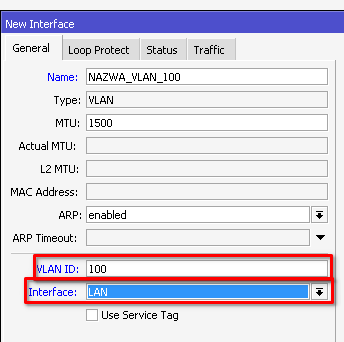 New Interface
General Loop Protect Status Traffic
Name: NAZWA_VLAN_100
Type: VLAN
MTU: 1500
Actual MTU:
L2 MTU:
MAC Address:
ARP: enabled
ARP Timeout:
VLAN ID: 100
Interface: LAN
Use Service Tag